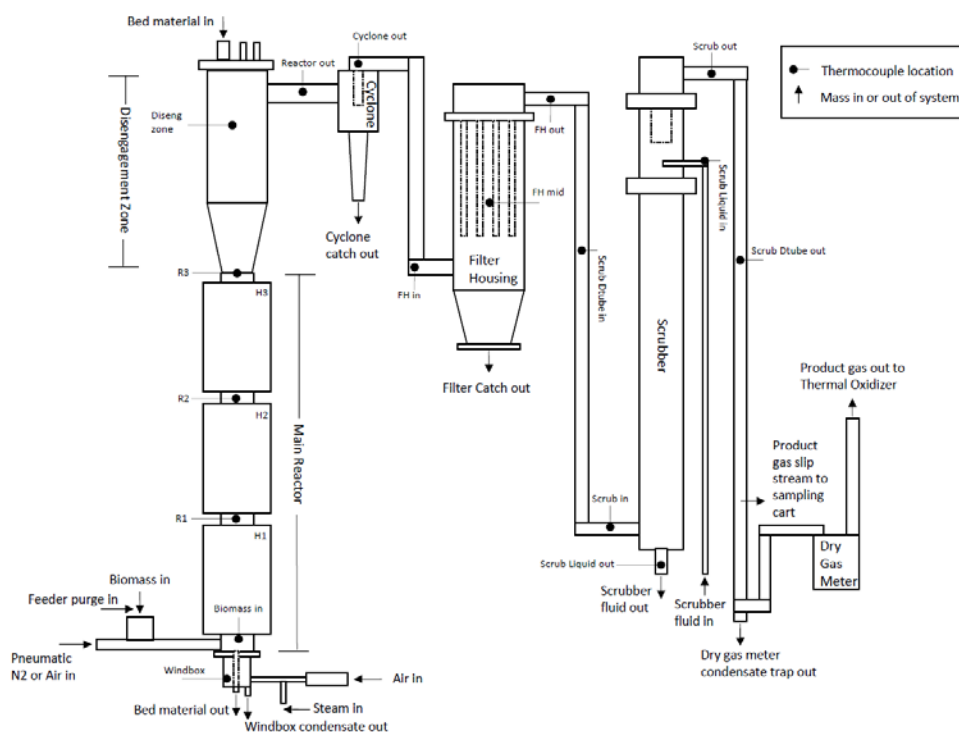 Bed material in
Cyclone out
Reactor out
Scrub out
Thermocouple location
Mass in or out of system
Disengagement Zone
Diseng
zone
Cyclone
FH out
Scrub Liquid in
FH mid
Cyclone
catch out
Filter
Housing
Scrub Dtube in
Scrub Dtube out
R3
H3
FH in
Scrubber
Filter Catch out
Product gas out to
Thermal Oxidizer
R2
H2
Main Reactor
Product
gas slip
stream to
sampling
cart
R1
H1
Scrub in
Dry
Gas
Meter
Scrub Liquid out
Biomass in
Feeder purge in
Biomass in
Scrubber
fluid out
Scrubber
fluid in
Pneumatic
N2 or Air in
Windbox
Air in
Dry gas meter
condensate trap out
Steam in
Bed material out
Windbox condensate out